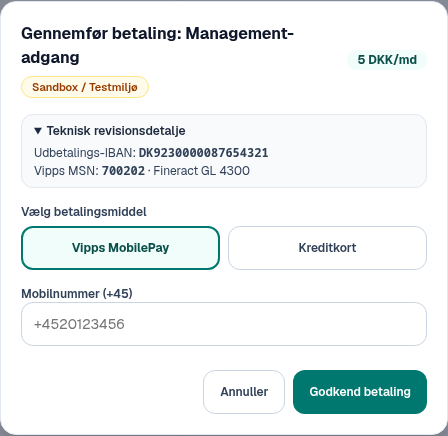 Gennemfør betaling: Management-
adgang
5 DKK/md
Sandbox / Testmiljø
▼ Teknisk revisionsdetalje
Udbetalings-IBAN: DK9230000087654321
Vipps MSN: 700202 · Fineract GL 4300
Vælg betalingsmiddel
Vipps MobilePay
Kreditkort
Mobilnummer (+45)
+4520123456
Annuller
Godkend betaling